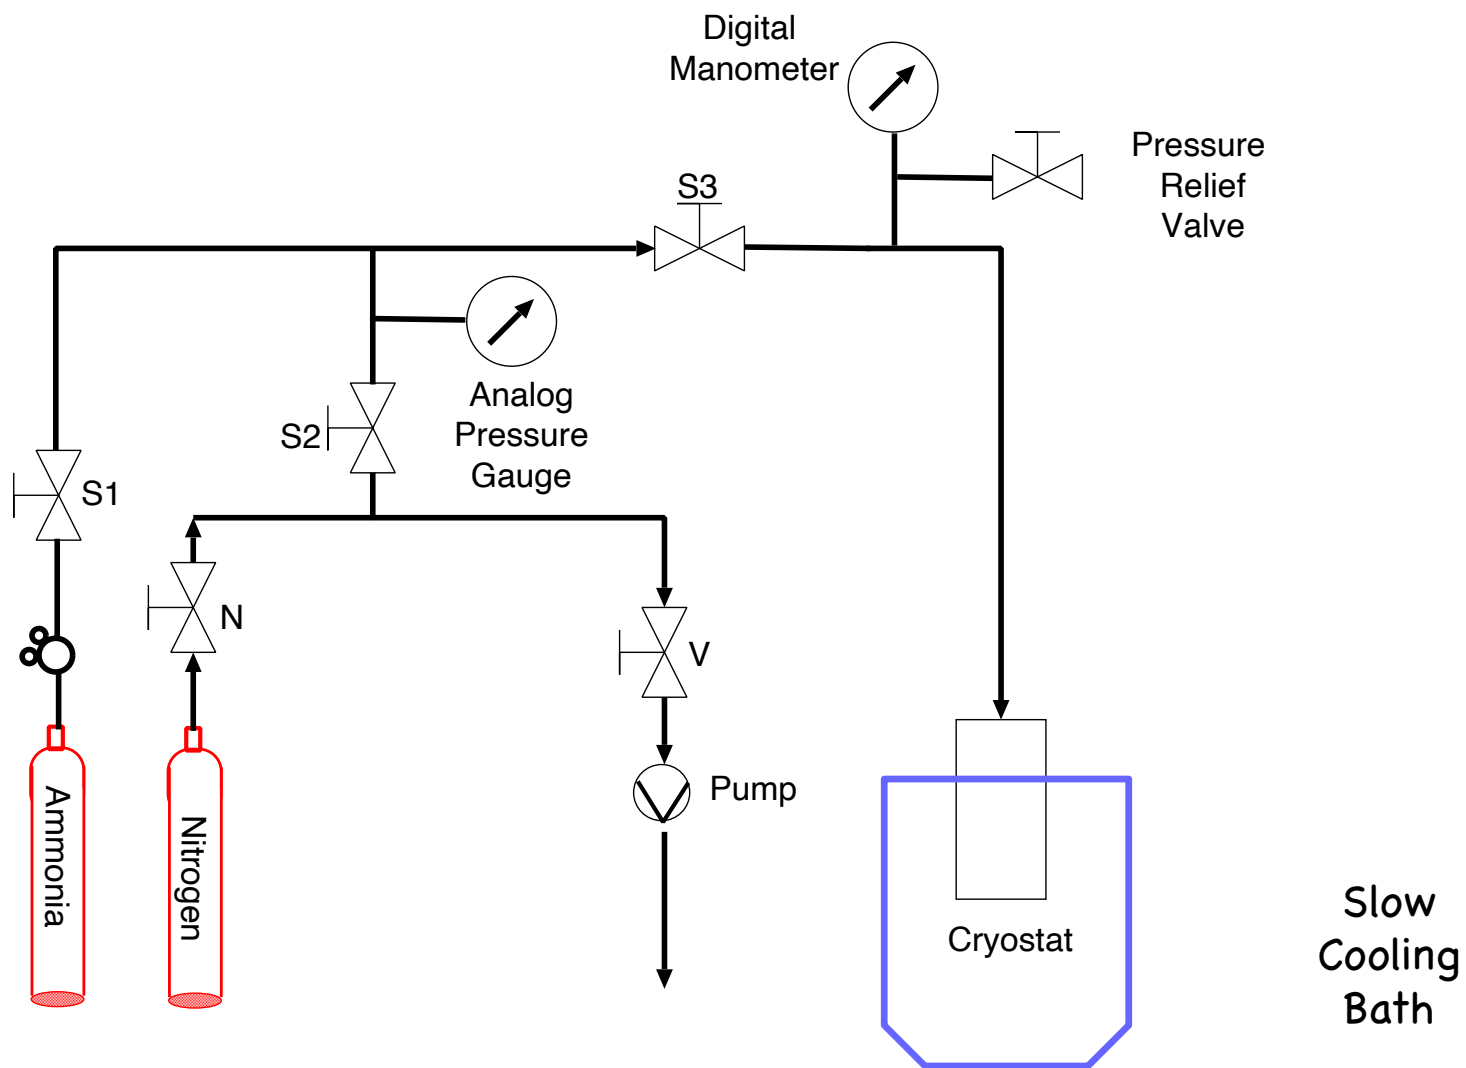 Digital
Manometer
Pressure
Relief
Valve
S3
Analog
Pressure
Gauge
S2
S1
N
V
Pump
Ammonia
Nitrogen
Cryostat
Slow
Cooling
Bath